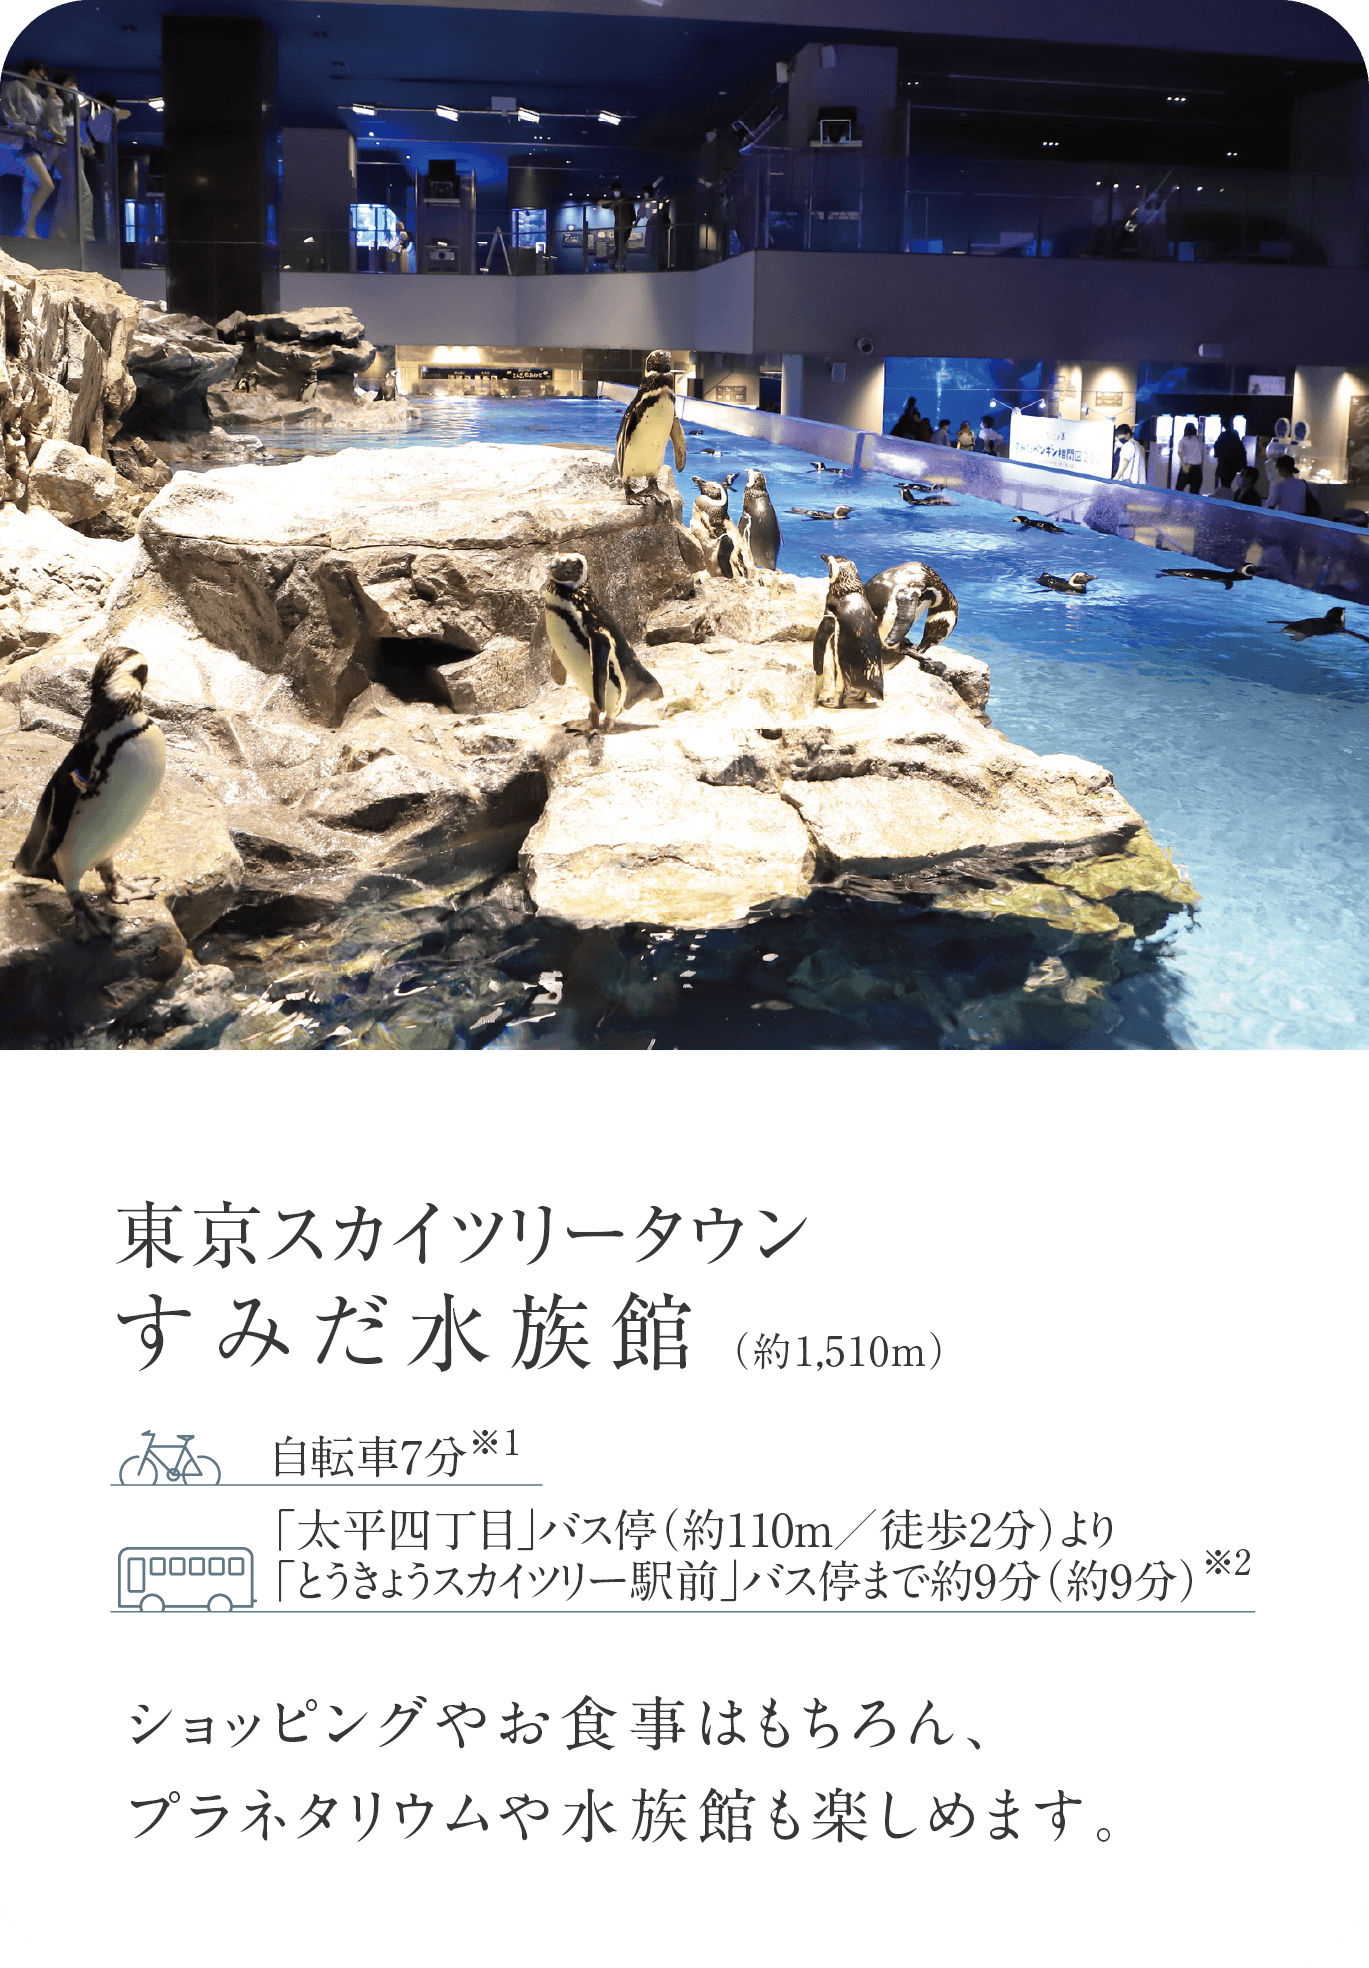 東京スカイツリータウン
すみだ水族館 （約1,510m）
自転車7分※1
「太平四丁目」バス停（約110m／徒歩2分）より
「とうきょうスカイツリー駅前」バス停まで約9分（約9分）※2
ショッピングやお食事はもちろん、
プラネタリウムや水族館も楽しめます。